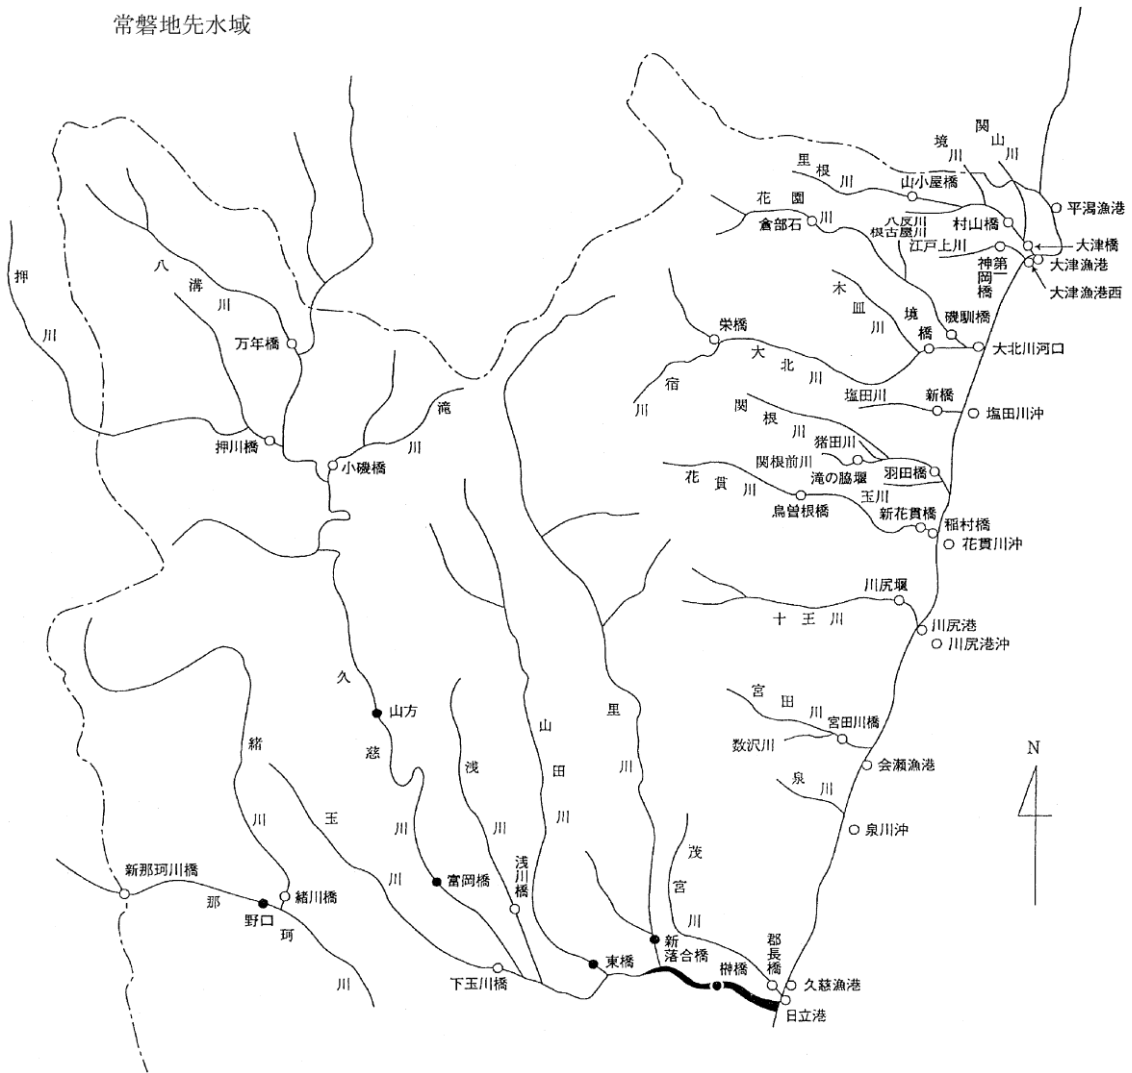 常磐地先水域
関山川
境川
里根川
山小屋橋
平潟漁港
花園川
倉部石
八反川
根古屋川
村山橋
江戸上川
大津橋
神岡橋
第一
大津漁港
大津漁港西
押川
八溝川
万年橋
木皿川
境橋
磯馴橋
大北川河口
栄橋
大北川
宿川
塩田川
新橋
塩田川沖
滝川
押川橋
小磯橋
関根川
猪田川
関根前川
滝の脇堰
羽田橋
花貫川
鳥曽根橋
玉川
新花貫橋
稲村橋
花貫川沖
川尻堰
十王川
川尻港
川尻港沖
久慈川
山方
里川
山田川
宮田川
宮田川橋
数沢川
会瀬漁港
泉川
泉川沖
N
緒川
玉川
浅川
浅川橋
富岡橋
茂宮川
新那珂川橋
那珂川
野口
緒川橋
下玉川橋
東橋
新落合橋
榊橋
郡長橋
久慈漁港
日立港